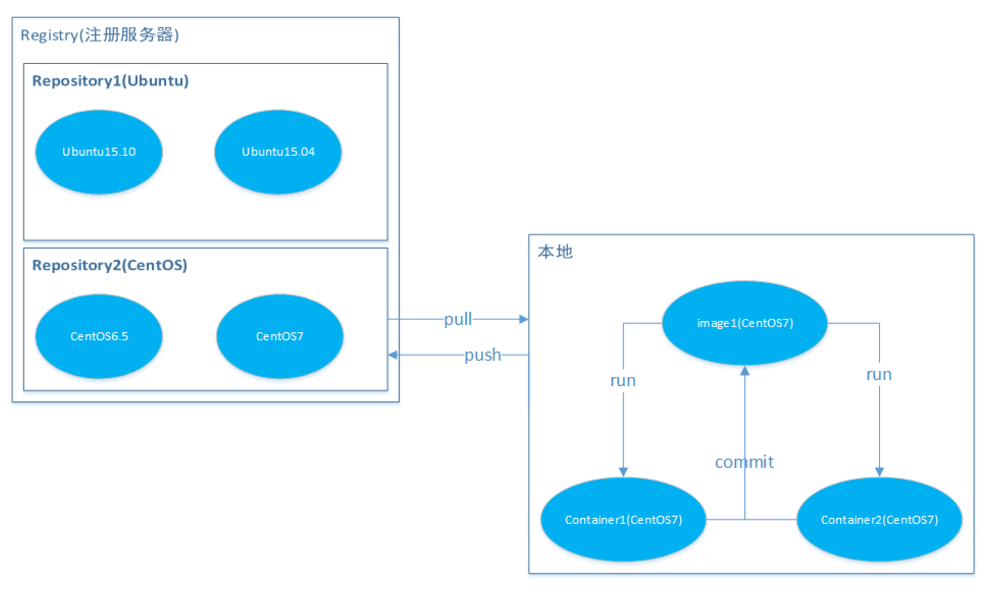 Registry(注册服务器)
Repository1(Ubuntu)
Ubuntu15.10
Ubuntu15.04
Repository2(CentOS)
CentOS6.5
CentOS7
pull
push
本地
image1(CentOS7)
run
run
commit
Container1(CentOS7)
Container2(CentOS7)